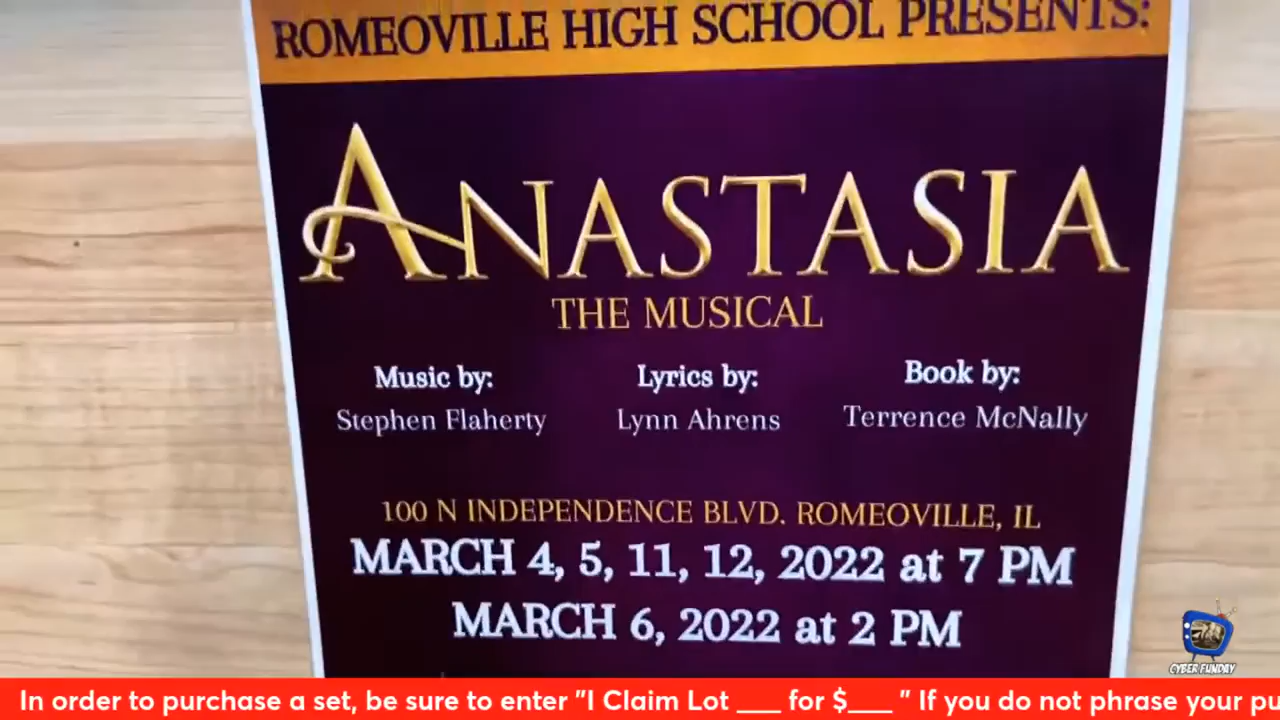 ROMEOVILLE HIGH SCHOOL PRESENTS:
ANASTASIA
THE MUSICAL
Music by:
Stephen Flaherty
Lyrics by:
Lynn Ahrens
Book by:
Terrence McNally
100 N INDEPENDENCE BLVD. ROMEOVILLE, IL
MARCH 4, 5, 11, 12, 2022 at 7 PM
MARCH 6, 2022 at 2 PM
CYBER FUNDAY
In order to purchase a set, be sure to enter "I Claim Lot ___ for $___ " If you do not phrase your pu